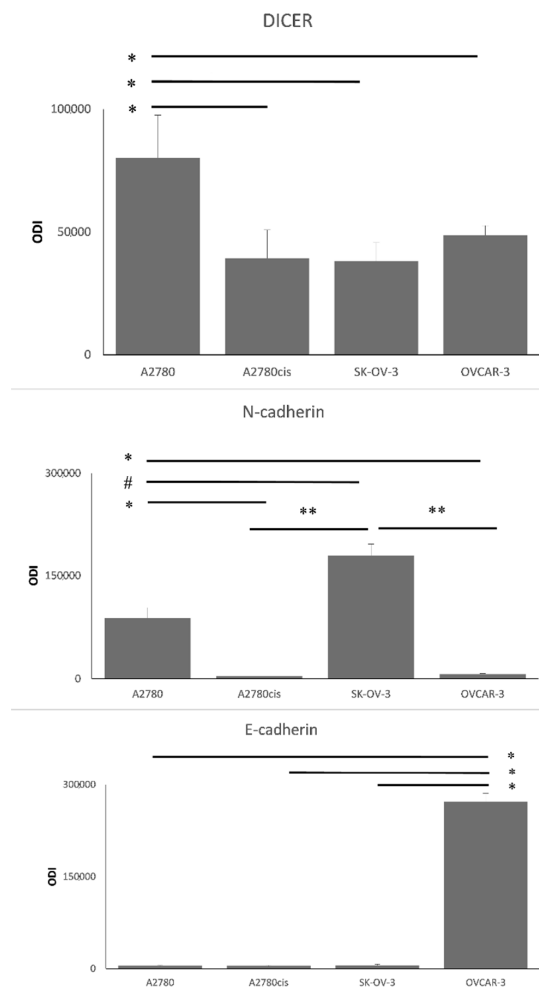 DICER
*
*
*
100000
50000
0
ODI
A2780
A2780cis
SK-OV-3
OVCAR-3
N-cadherin
*
#
*
**
**
300000
150000
0
ODI
A2780
A2780cis
SK-OV-3
OVCAR-3
E-cadherin
*
*
*
300000
150000
0
ODI
A2780
A2780cis
SK-OV-3
OVCAR-3